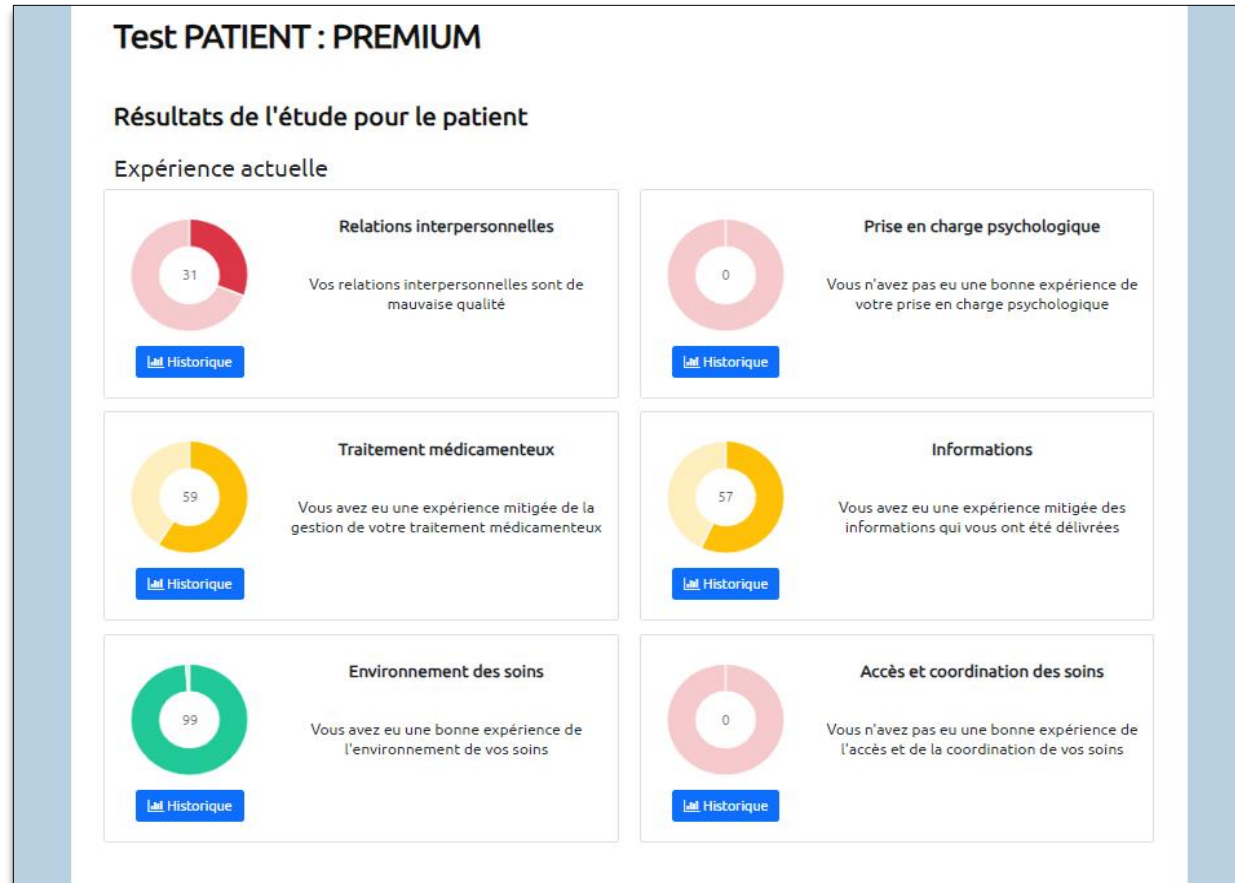 Test PATIENT : PREMIUM
Résultats de l'étude pour le patient
Expérience actuelle
Relations interpersonnelles
31
Vos relations interpersonnelles sont de
mauvaise qualité
Historique
Prise en charge psychologique
0
Vous n'avez pas eu une bonne expérience de
votre prise en charge psychologique
Historique
Traitement médicamenteux
59
Vous avez eu une expérience mitigée de la
gestion de votre traitement médicamenteux
Historique
Informations
57
Vous avez eu une expérience mitigée des
informations qui vous ont été délivrées
Historique
Environnement des soins
99
Vous avez eu une bonne expérience de
l'environnement de vos soins
Historique
Accès et coordination des soins
0
Vous n'avez pas eu une bonne expérience de
l'accès et de la coordination de vos soins
Historique